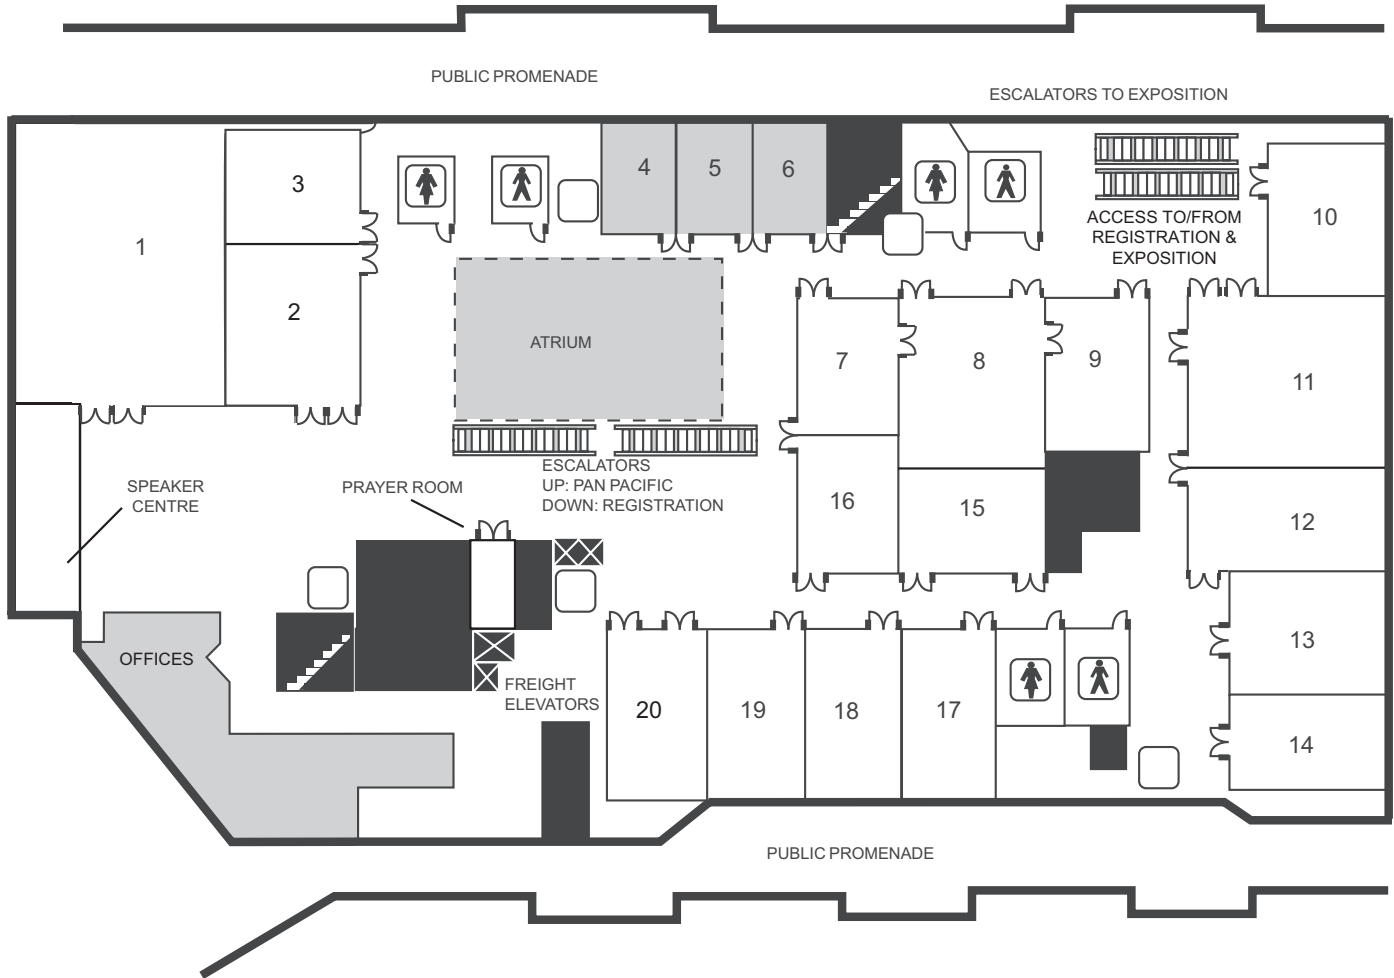 PUBLIC PROMENADE
ESCALATORS TO EXPOSITION
3
4
5
6
1
10
ACCESS TO/FROM
REGISTRATION &
EXPOSITION
2
ATRIUM
7
8
9
11
ESCALATORS
UP: PAN PACIFIC
DOWN: REGISTRATION
SPEAKER
CENTRE
PRAYER ROOM
16
15
12
OFFICES
13
FREIGHT
ELEVATORS
20
19
18
17
14
PUBLIC PROMENADE